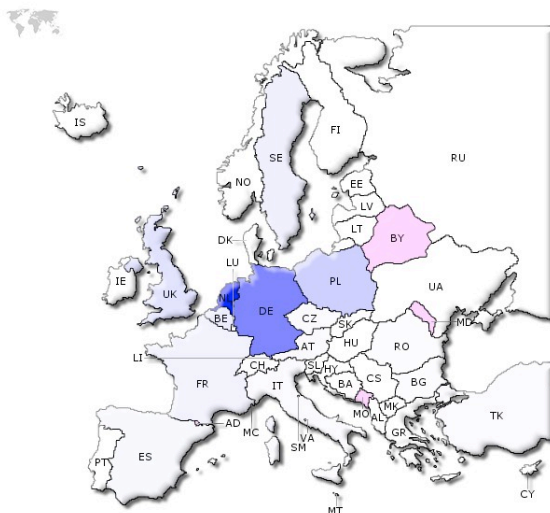 IS
FI
SE
RU
NO
EE
LV
LT
BY
DK
LU
IE
UK
NL
PL
UA
BE
DE
CZ
SK
MD
LI
AT
HU
RO
CH
SL
HY
FR
IT
BA
CS
BG
MO
MK
AL
TK
AD
MC
SM
VA
GR
PT
ES
CY
MT